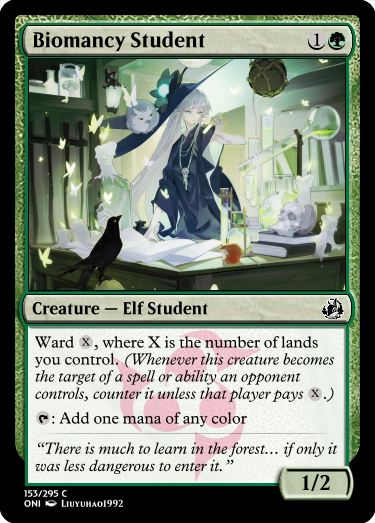 Biomancy Student 1
Creature — Elf Student
Ward X, where X is the number of lands
you control. (Whenever this creature becomes
the target of a spell or ability an opponent
controls, counter it unless that player pays X.)
: Add one mana of any color
“There is much to learn in the forest… if only it
was less dangerous to enter it.”
1/2
153/295 C
ONI Liuyuhao1992